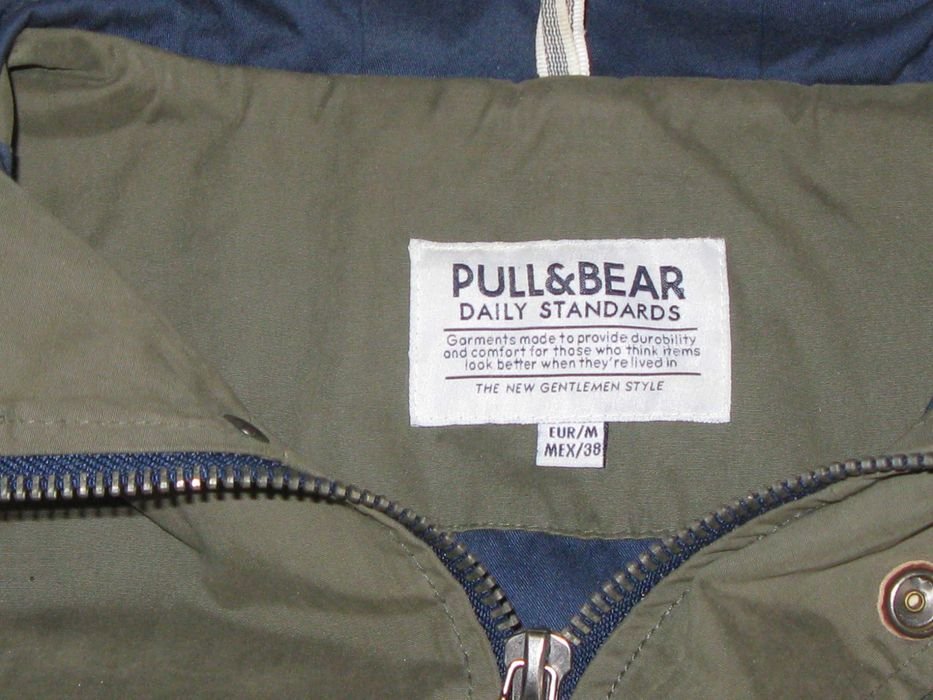 PULL&BEAR
DAILY STANDARDS
Garments made to provide durability
and comfort for those who think items
look better when they're lived in
THE NEW GENTLEMEN STYLE
EUR/M
MEX/38